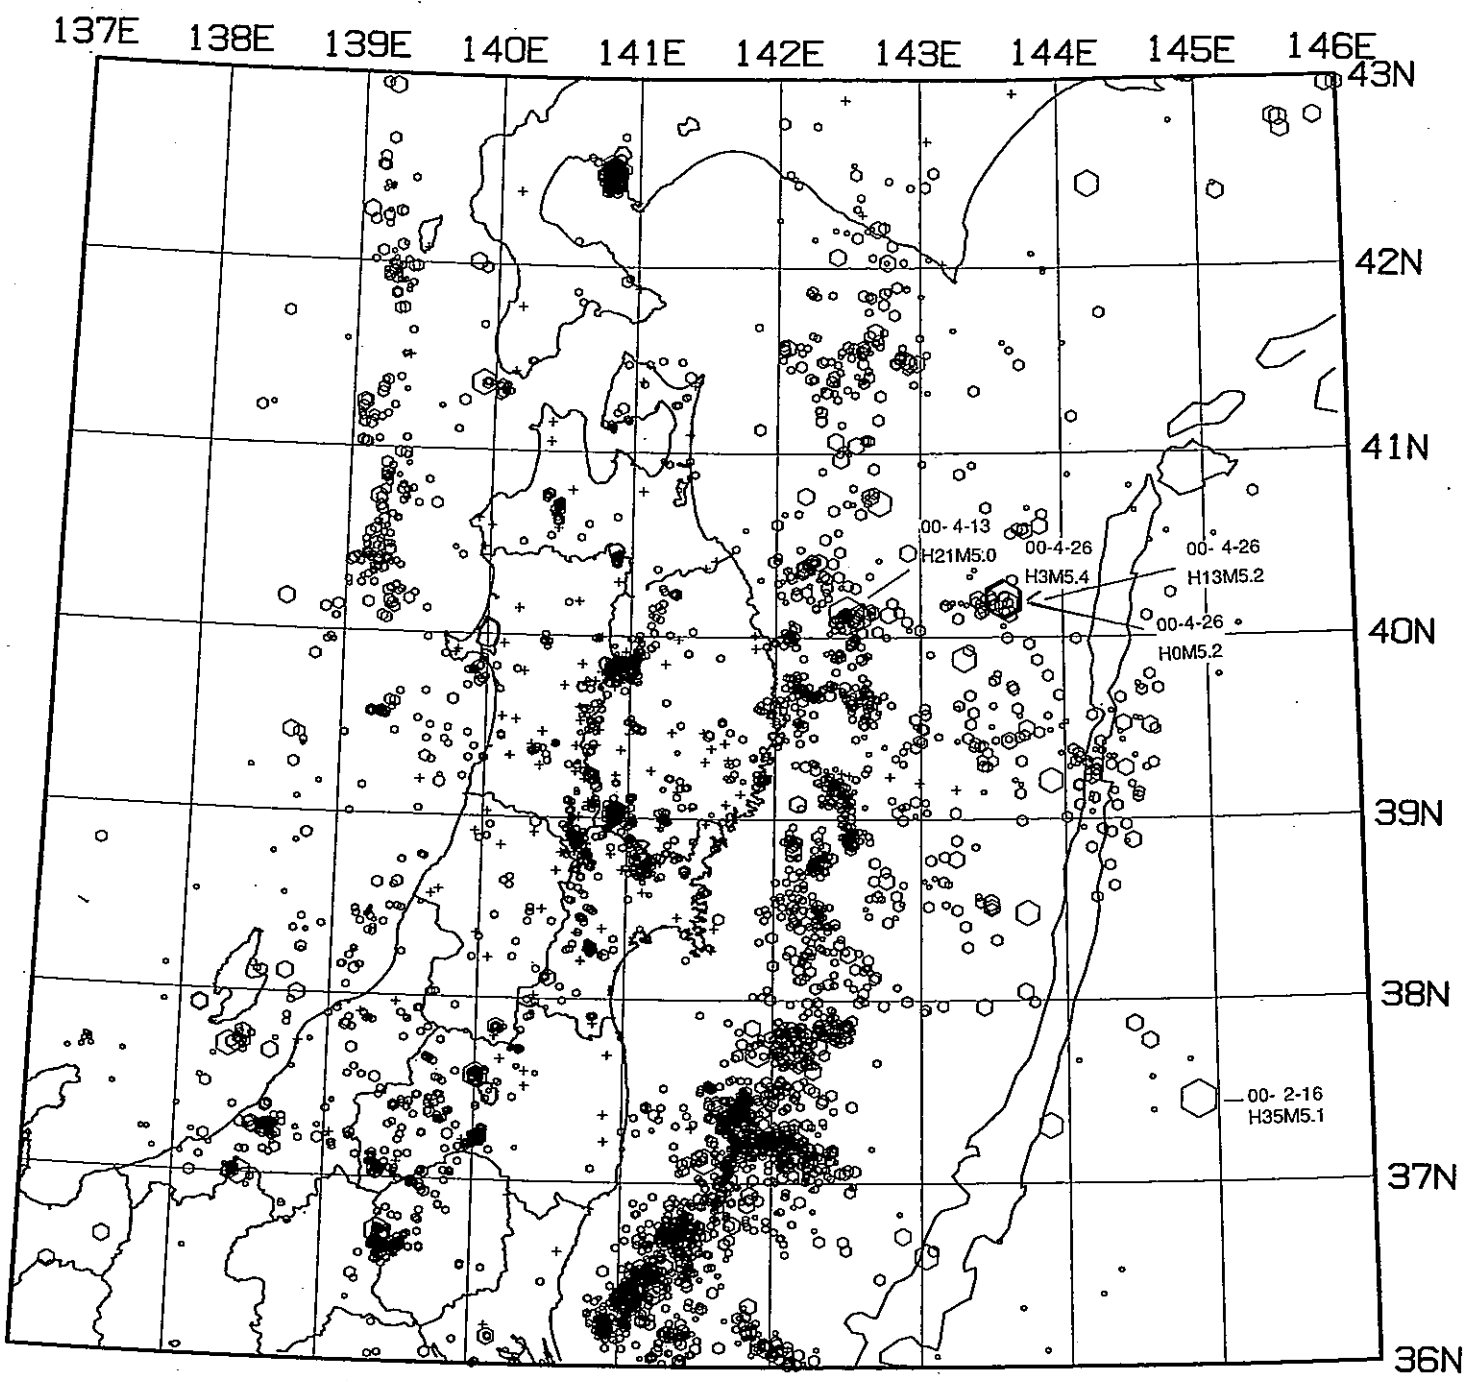 137E 138E 139E 140E 141E 142E 143E 144E 145E 146E
43N
42N
41N
00- 4-13
H21M5.0
00-4-26
H3M5.4
00- 4-26
H13M5.2
00-4-26
H0M5.2
40N
39N
38N
00- 2-16
H35M5.1
37N
36N